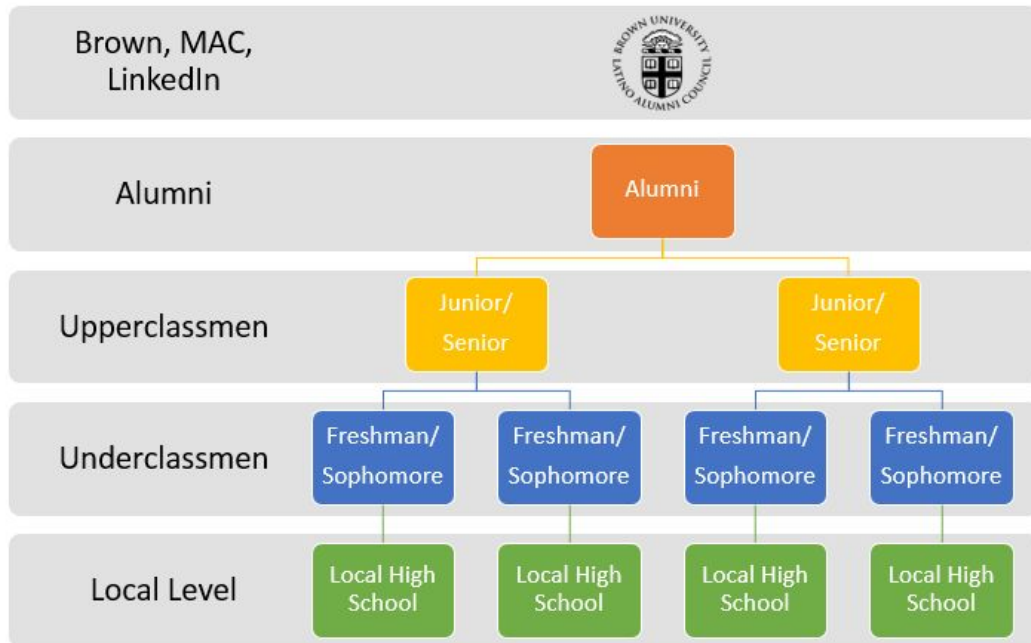 Brown, MAC,
LinkedIn
BROWN UNIVERSITY
LATINO ALUMNI COUNCIL
Alumni
Alumni
Upperclassmen
Junior/
Senior
Junior/
Senior
Underclassmen
Freshman/
Sophomore
Freshman/
Sophomore
Freshman/
Sophomore
Freshman/
Sophomore
Local Level
Local High
School
Local High
School
Local High
School
Local High
School